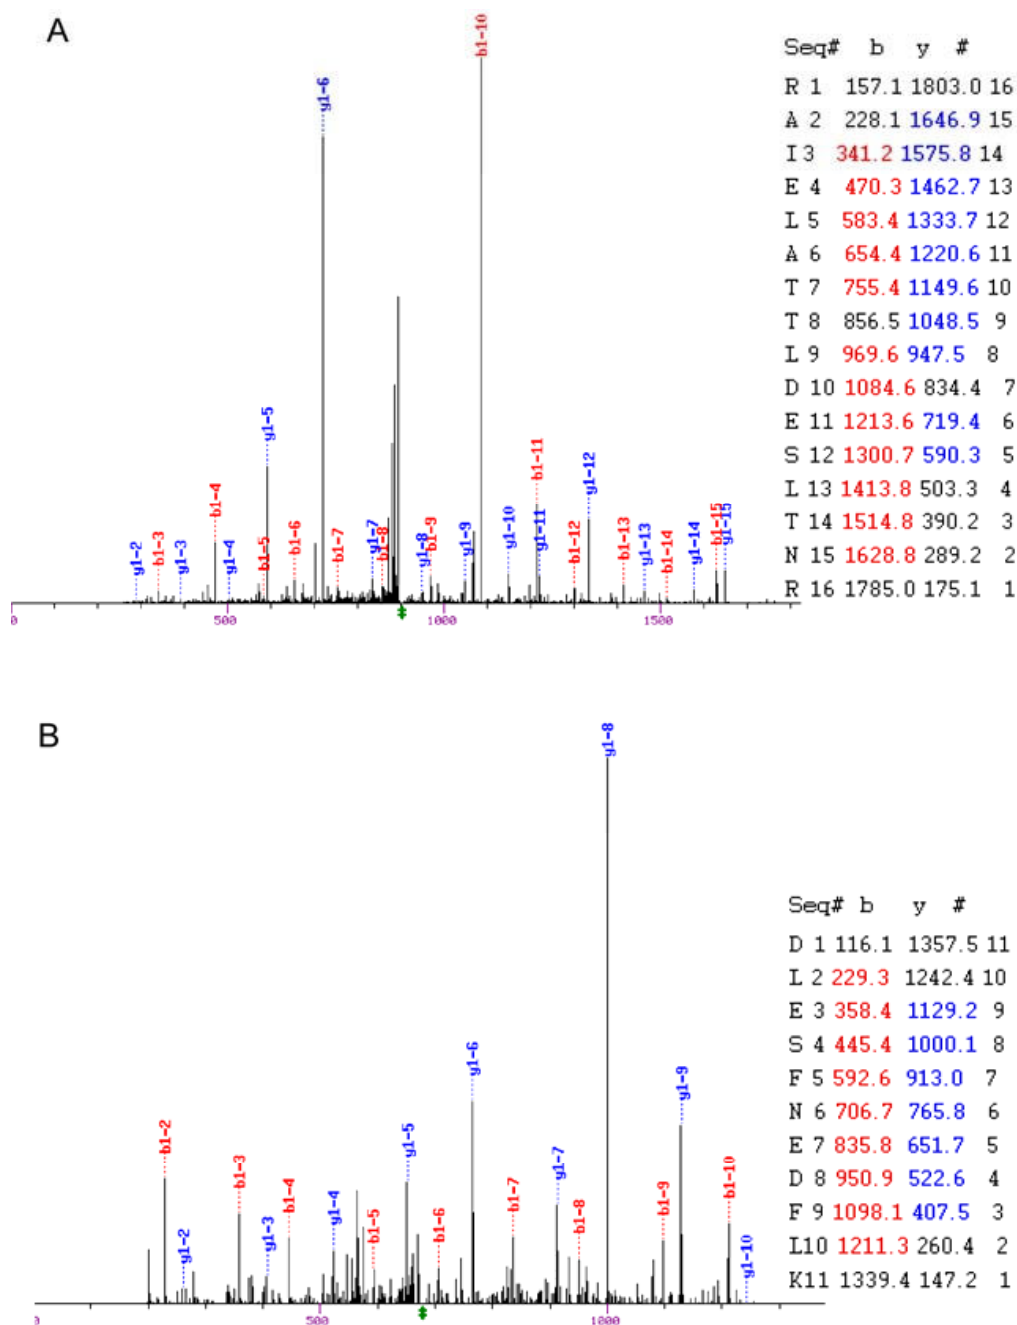 A
Seq# b y #
R 1 157.1 1803.0 16
A 2 228.1 1646.9 15
I 3 341.2 1575.8 14
E 4 470.3 1462.7 13
L 5 583.4 1333.7 12
A 6 654.4 1220.6 11
T 7 755.4 1149.6 10
T 8 856.5 1048.5 9
L 9 969.6 947.5 8
D 10 1084.6 834.4 7
E 11 1213.6 719.4 6
S 12 1300.7 590.3 5
L 13 1413.8 503.3 4
T 14 1514.8 390.2 3
N 15 1628.8 289.2 2
R 16 1785.0 175.1 1
y1-2
b1-3
y1-3
b1-4
y1-4
b1-5
y1-5
b1-6
y1-6
b1-7
y1-7
b1-8
y1-8
b1-9
y1-9
b1-10
y1-10
b1-11
y1-11
b1-12
y1-12
b1-13
y1-13
b1-14
y1-14
b1-15
y1-15
0 500 1000 1500
B
Seq# b y #
D 1 116.1 1357.5 11
L 2 229.3 1242.4 10
E 3 358.4 1129.2 9
S 4 445.4 1000.1 8
F 5 592.6 913.0 7
N 6 706.7 765.8 6
E 7 835.8 651.7 5
D 8 950.9 522.6 4
F 9 1098.1 407.5 3
L10 1211.3 260.4 2
K11 1339.4 147.2 1
b1-2
y1-2
b1-3
y1-3
b1-4
y1-4
b1-5
y1-5
b1-6
y1-6
b1-7
y1-7
b1-8
y1-8
b1-9
y1-9
b1-10
y1-10
0 500 1000